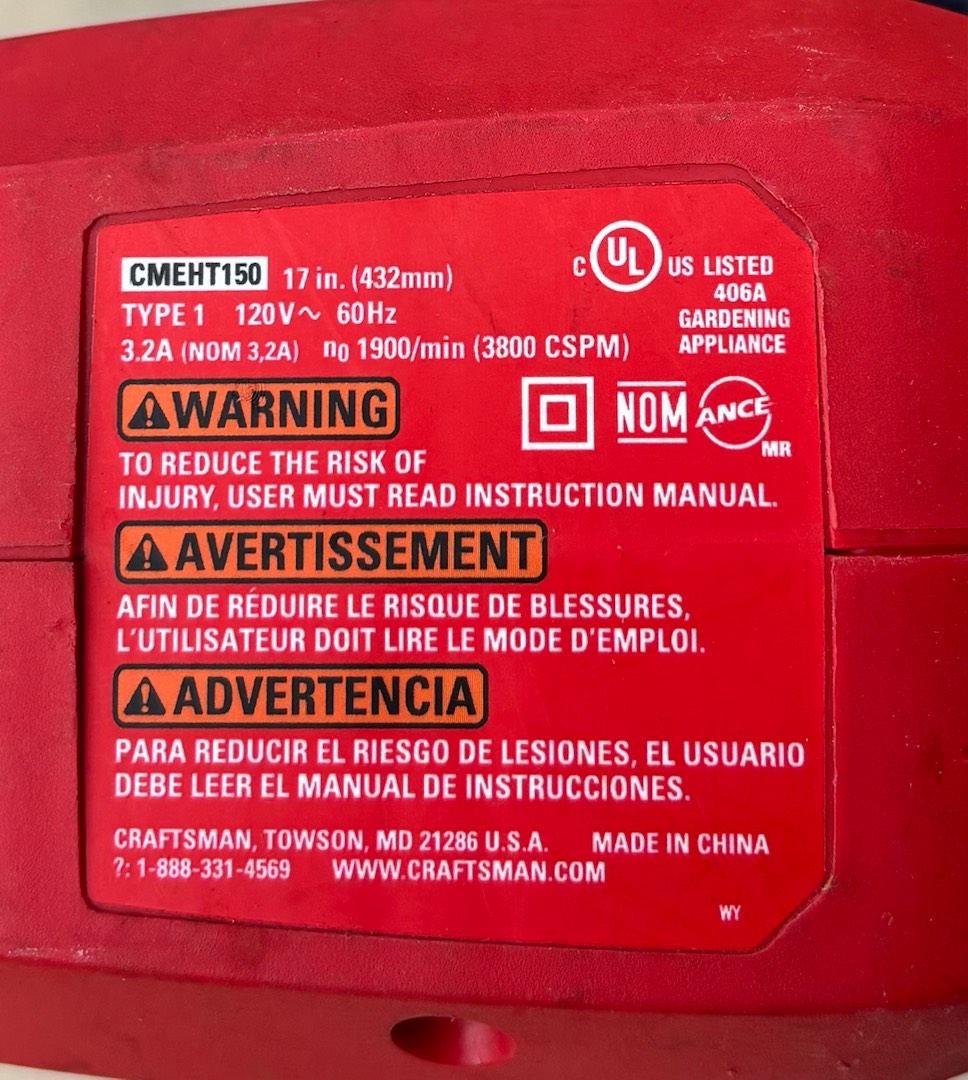 CMEHT150 17 in. (432mm)
TYPE 1 120V~ 60Hz
3.2A (NOM 3,2A) n0 1900/min (3800 CSPM)
C UL US LISTED
406A
GARDENING
APPLIANCE
WARNING
NOM ANCE MR
TO REDUCE THE RISK OF
INJURY, USER MUST READ INSTRUCTION MANUAL.
AVERTISSEMENT
AFIN DE RÉDUIRE LE RISQUE DE BLESSURES,
L'UTILISATEUR DOIT LIRE LE MODE D'EMPLOI.
ADVERTENCIA
PARA REDUCIR EL RIESGO DE LESIONES, EL USUARIO
DEBE LEER EL MANUAL DE INSTRUCCIONES.
CRAFTSMAN, TOWSON, MD 21286 U.S.A. MADE IN CHINA
?: 1-888-331-4569 WWW.CRAFTSMAN.COM
WY